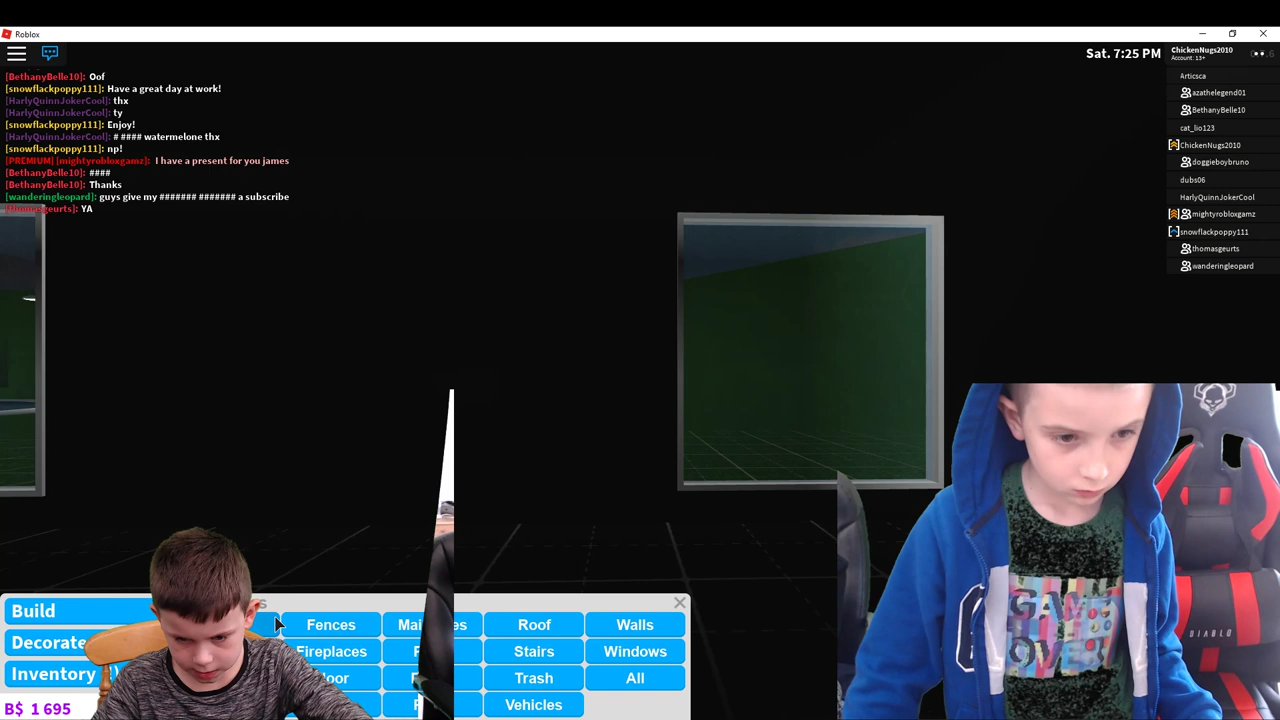 Roblox
Sat. 7:25 PM
ChickenNugs2010
Account: 13+
[BethanyBelle10]: Oof
[snowflackpoppy111]: Have a great day at work!
[HarlyQuinnJokerCool]: thx
[HarlyQuinnJokerCool]: ty
[snowflackpoppy111]: Enjoy!
[HarlyQuinnJokerCool]: # #### watermelone thx
[snowflackpoppy111]: np!
[PREMIUM] [mightyrobloxgamz]: I have a present for you james
[BethanyBelle10]: ####
[BethanyBelle10]: Thanks
[wanderingleopard]: guys give my ####### ####### a subscribe
[thomasgeurts]: YA
Articsca
azathelegend01
BethanyBelle10
cat_lio123
ChickenNugs2010
doggieboybruno
dubs06
HarlyQuinnJokerCool
mightyrobloxgamz
snowflackpoppy111
thomasgeurts
wanderingleopard
Build
Decorate
Inventory
B$ 1 695
Fences
Roof
Walls
Fireplaces
Stairs
Windows
Trash
All
Vehicles
GAME
OVER
DIABLO